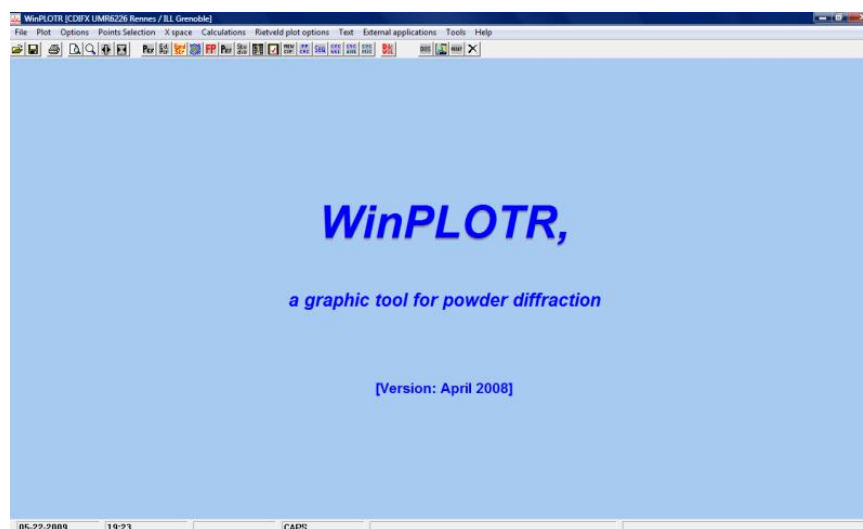 WinPLOTR [CDIFX UMR6226 Rennes / ILL Grenoble]
File Plot Options Points Selection X space Calculations Rietveld plot options Text External applications Tools Help
FP
WinPLOTR,
a graphic tool for powder diffraction
[Version: April 2008]
05-22-2009 19:23 CAPS